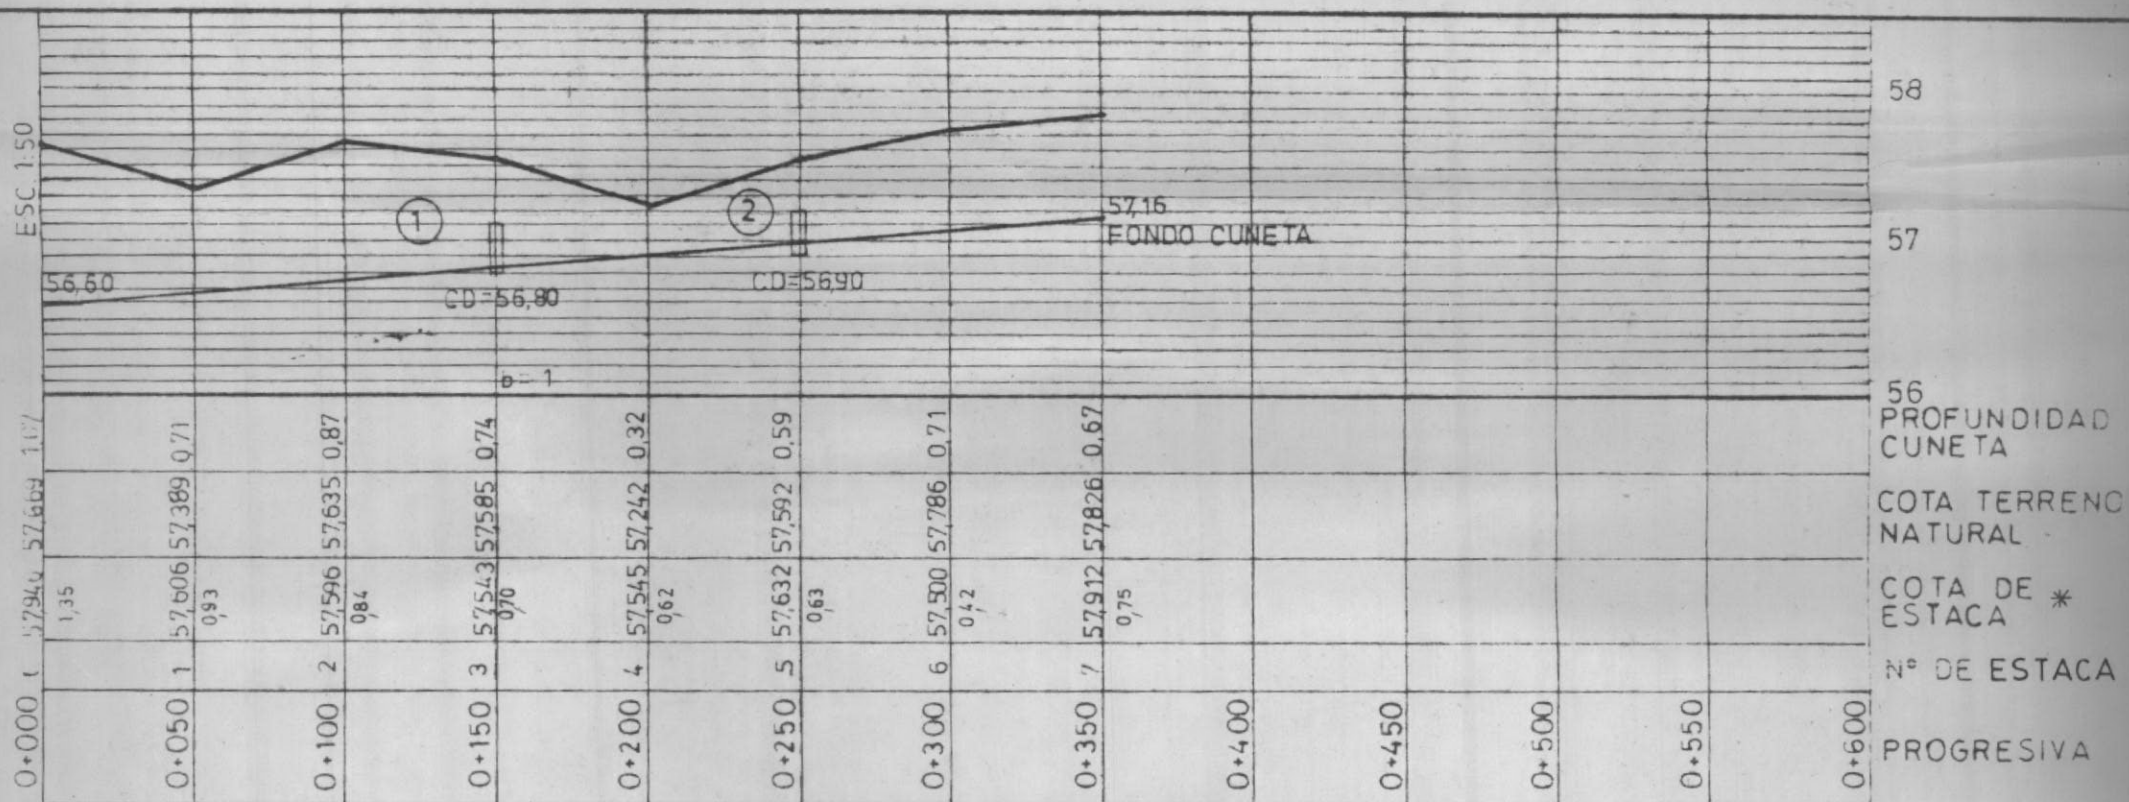 ESC 1:50
58
57
56
1
2
56,60
CD=56,80
CD=56,90
57,16
FONDO CUNETA
b=1
PROFUNDIDAD CUNETA
0,71 0,87 0,74 0,32 0,59 0,71 0,67
COTA TERRENO NATURAL
57,669 57,389 57,635 57,585 57,242 57,592 57,786 57,826
COTA DE ESTACA *
57,606 57,596 57,543 57,545 57,632 57,500 57,912
1,35 0,93 0,84 0,70 0,62 0,63 0,42 0,75
Nº DE ESTACA
1 2 3 4 5 6 7
PROGRESIVA
0+000 0+050 0+100 0+150 0+200 0+250 0+300 0+350 0+400 0+450 0+500 0+550 0+600